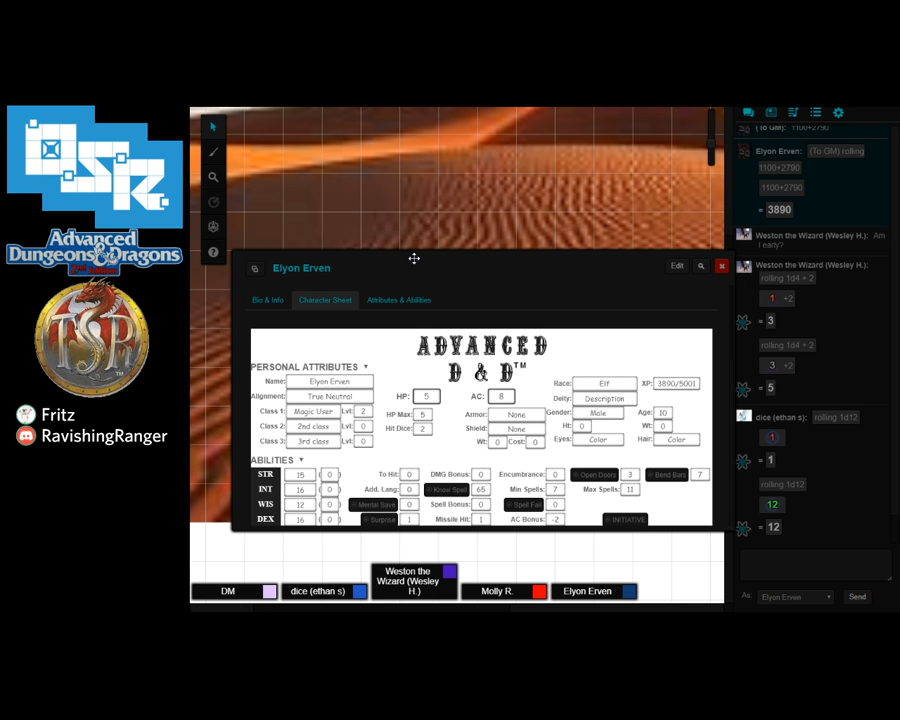 OSR
Advanced
Dungeons & Dragons
TSR
Fritz
RavishingRanger
Elyon Erven
Edit
Bio & Info
Character Sheet
Attributes & Abilities
ADVANCED
D & D™
PERSONAL ATTRIBUTES
Name: Elyon Erven
Alignment: True Neutral
Class 1: Magic User Lvl: 2
Class 2: 2nd class Lvl: 0
Class 3: 3rd class Lvl: 0
HP: 5
HP Max: 5
Hit Dice: 2
AC: 8
Armor: None
Shield: None
Wt: 0 Cost: 0
Race: Elf XP: 3890/5001
Deity: Description
Gender: Male Age: 10
Ht: 0 Wt: 0
Eyes: Color Hair: Color
ABILITIES
STR 15 ( 0 ) To Hit: 0 DMG Bonus: 0 Encumbrance: 0 Open Doors 3 Bend Bars 7
INT 16 ( 0 ) Add. Lang: 0 Know Spell 65 Min Spells: 7 Max Spells: 11
WIS 12 ( 0 ) Mental Save 0 Spell Bonus: 0 Spell Fail 0
DEX 16 ( 0 ) Surprise 1 Missile Hit: 1 AC Bonus: -2 INITIATIVE
DM
dice (ethan s)
Weston the
Wizard (Wesley
H.)
Molly R.
Elyon Erven
(To GM) 1100+2790
Elyon Erven: (To GM) rolling
1100+2790
1100+2790
= 3890
Weston the Wizard (Wesley H.): Am
I early?
Weston the Wizard (Wesley H.):
rolling 1d4 + 2
1 +2
= 3
rolling 1d4 + 2
3 +2
= 5
dice (ethan s): rolling 1d12
1
= 1
rolling 1d12
12
= 12
As: Elyon Erven Send